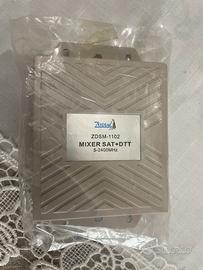 ZDSM-1102
MIXER SAT+DTT
5-2400MHz